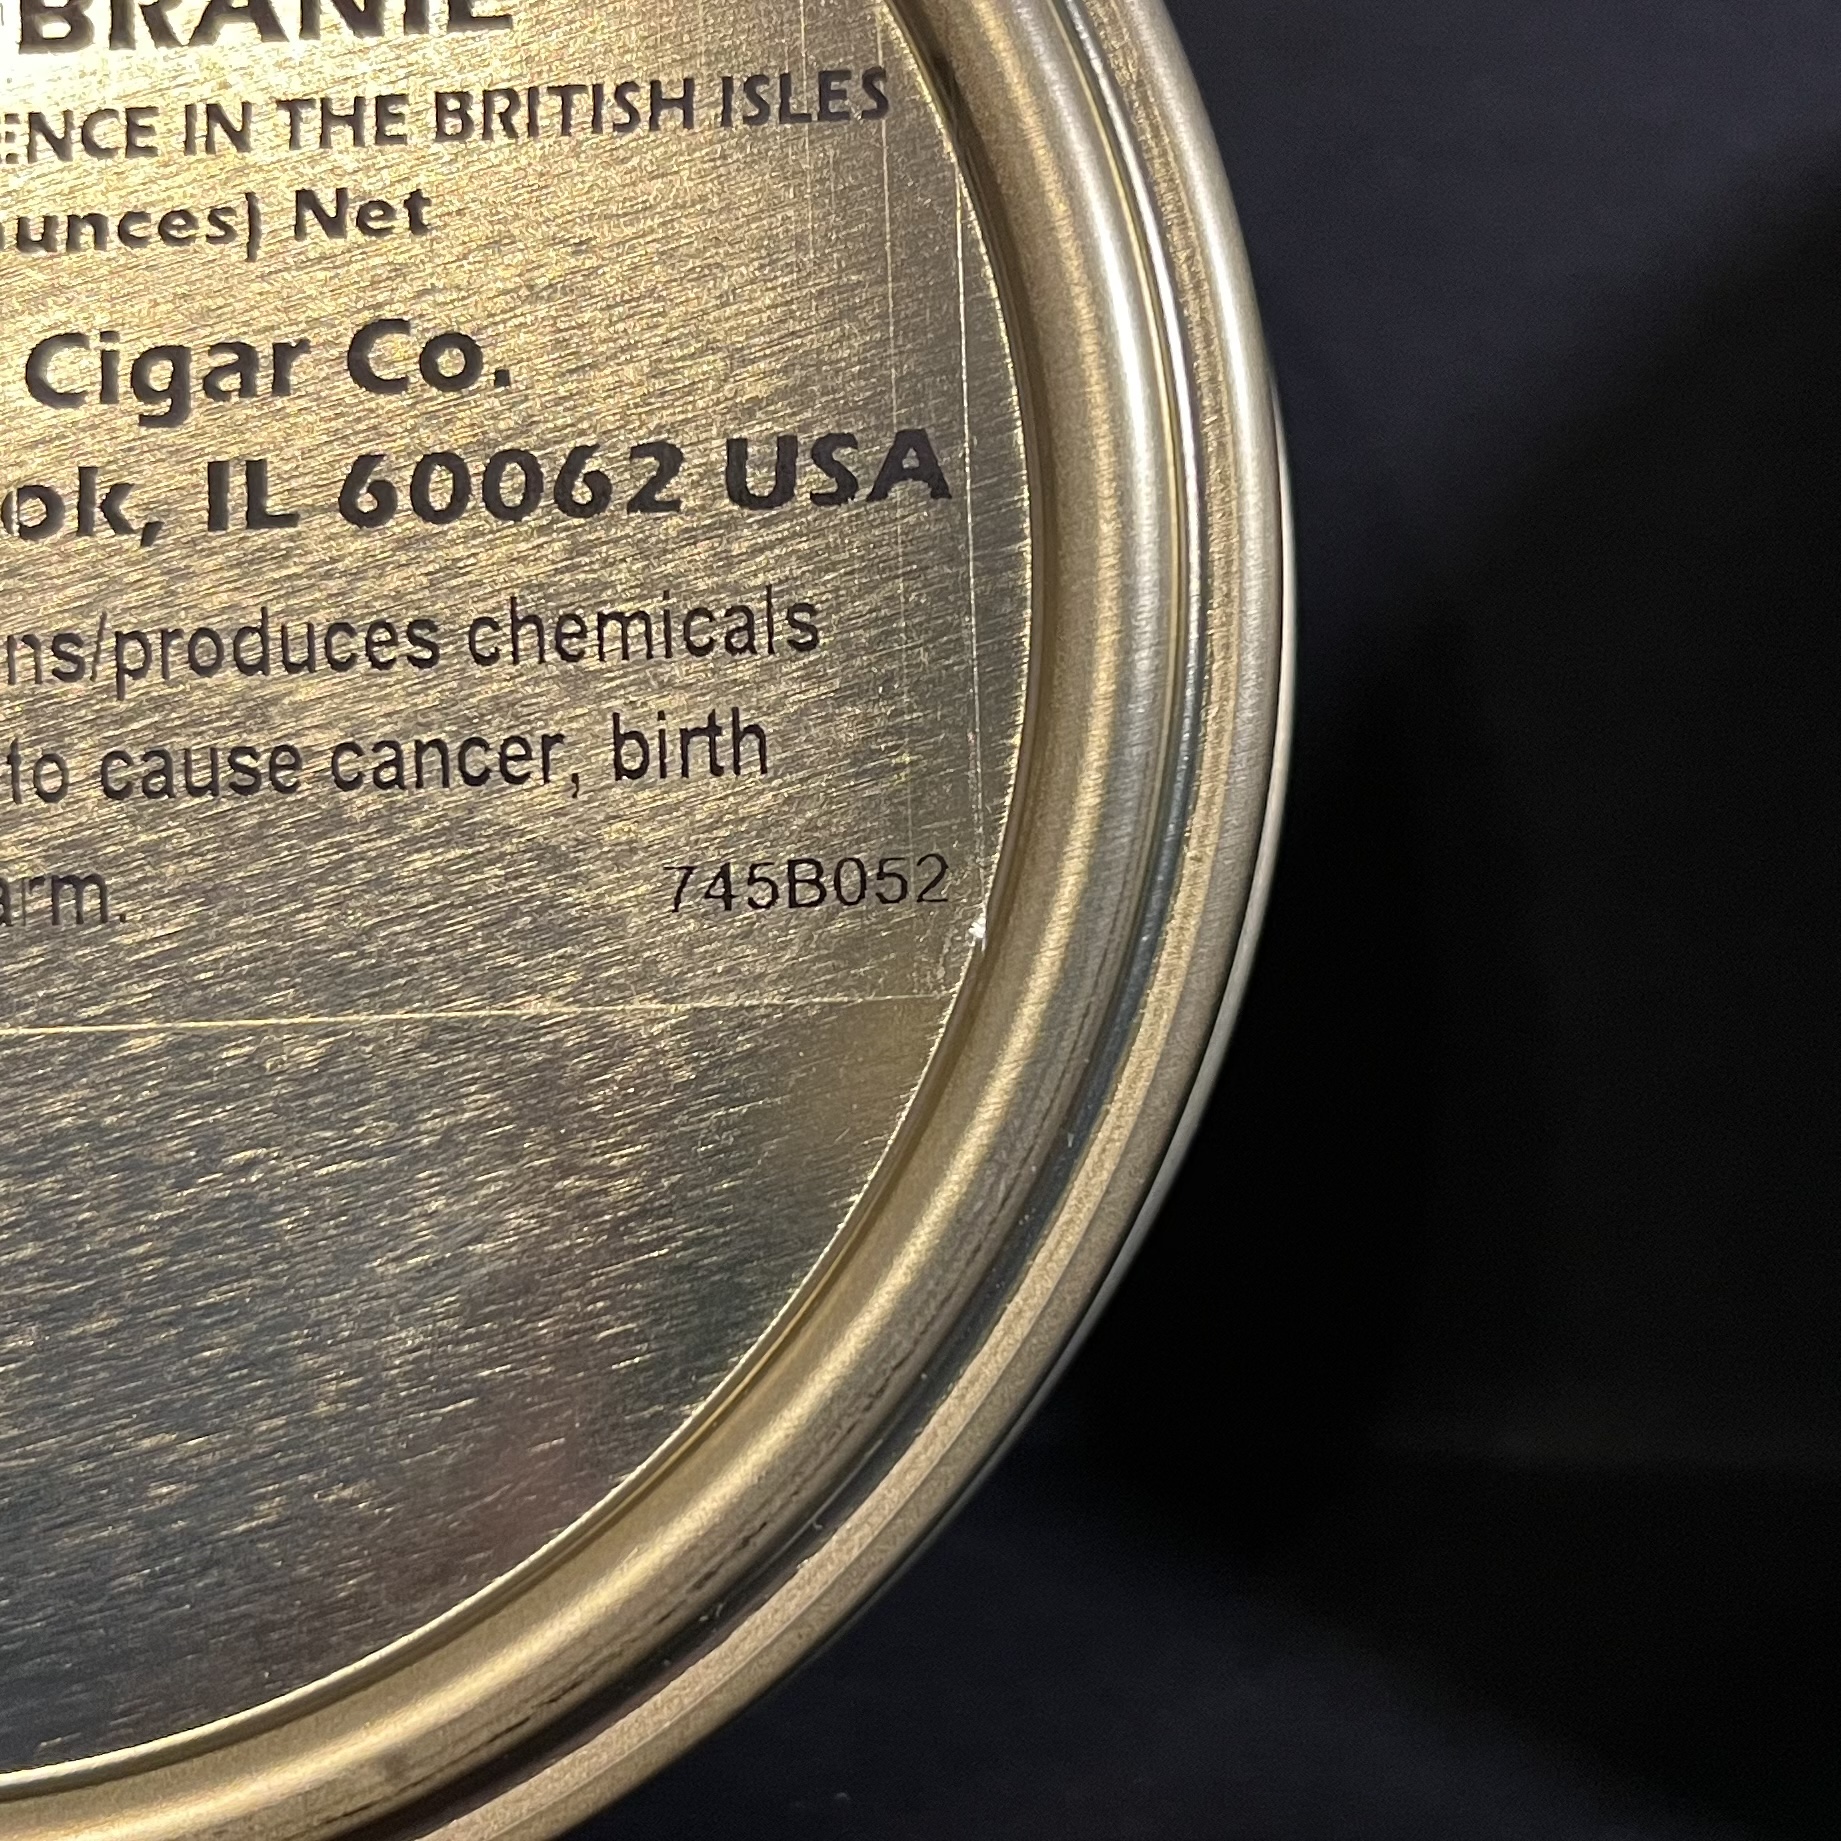 BRANIE
ENCE IN THE BRITISH ISLES
unces) Net
Cigar Co.
ok, IL 60062 USA
ns/produces chemicals
to cause cancer, birth
arm. 745B052